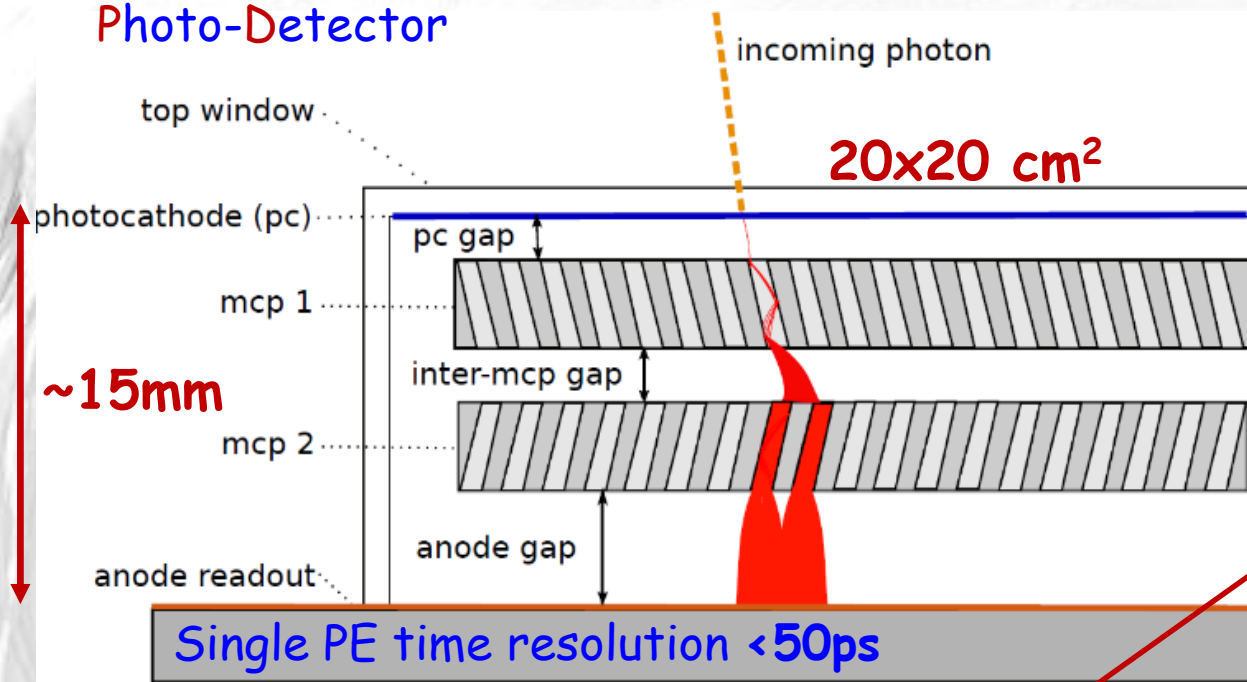 Photo-Detector
incoming photon
top window
20x20 cm²
photocathode (pc)
pc gap
mcp 1
inter-mcp gap
~15mm
mcp 2
anode gap
anode readout
Single PE time resolution <50ps